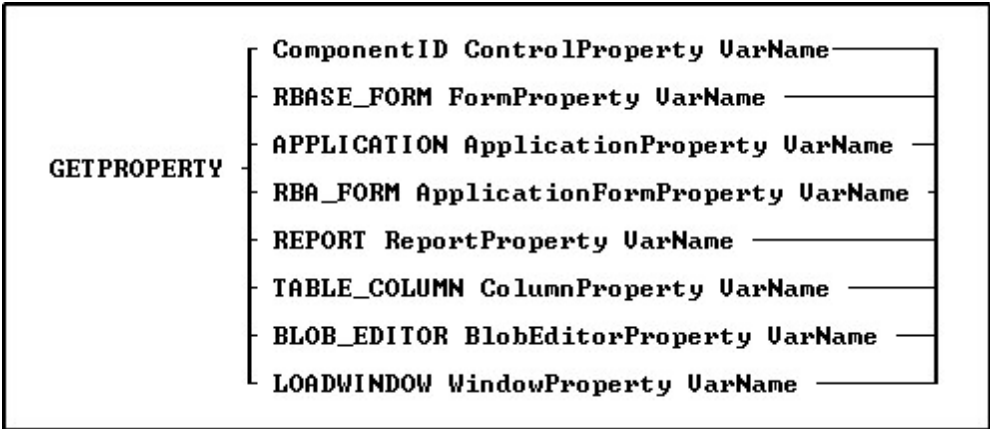 ComponentID ControlProperty VarName
RBASE_FORM FormProperty VarName
APPLICATION ApplicationProperty VarName
GETPROPERTY
RBA_FORM ApplicationFormProperty VarName
REPORT ReportProperty VarName
TABLE_COLUMN ColumnProperty VarName
BLOB_EDITOR BlobEditorProperty VarName
LOADWINDOW WindowProperty VarName